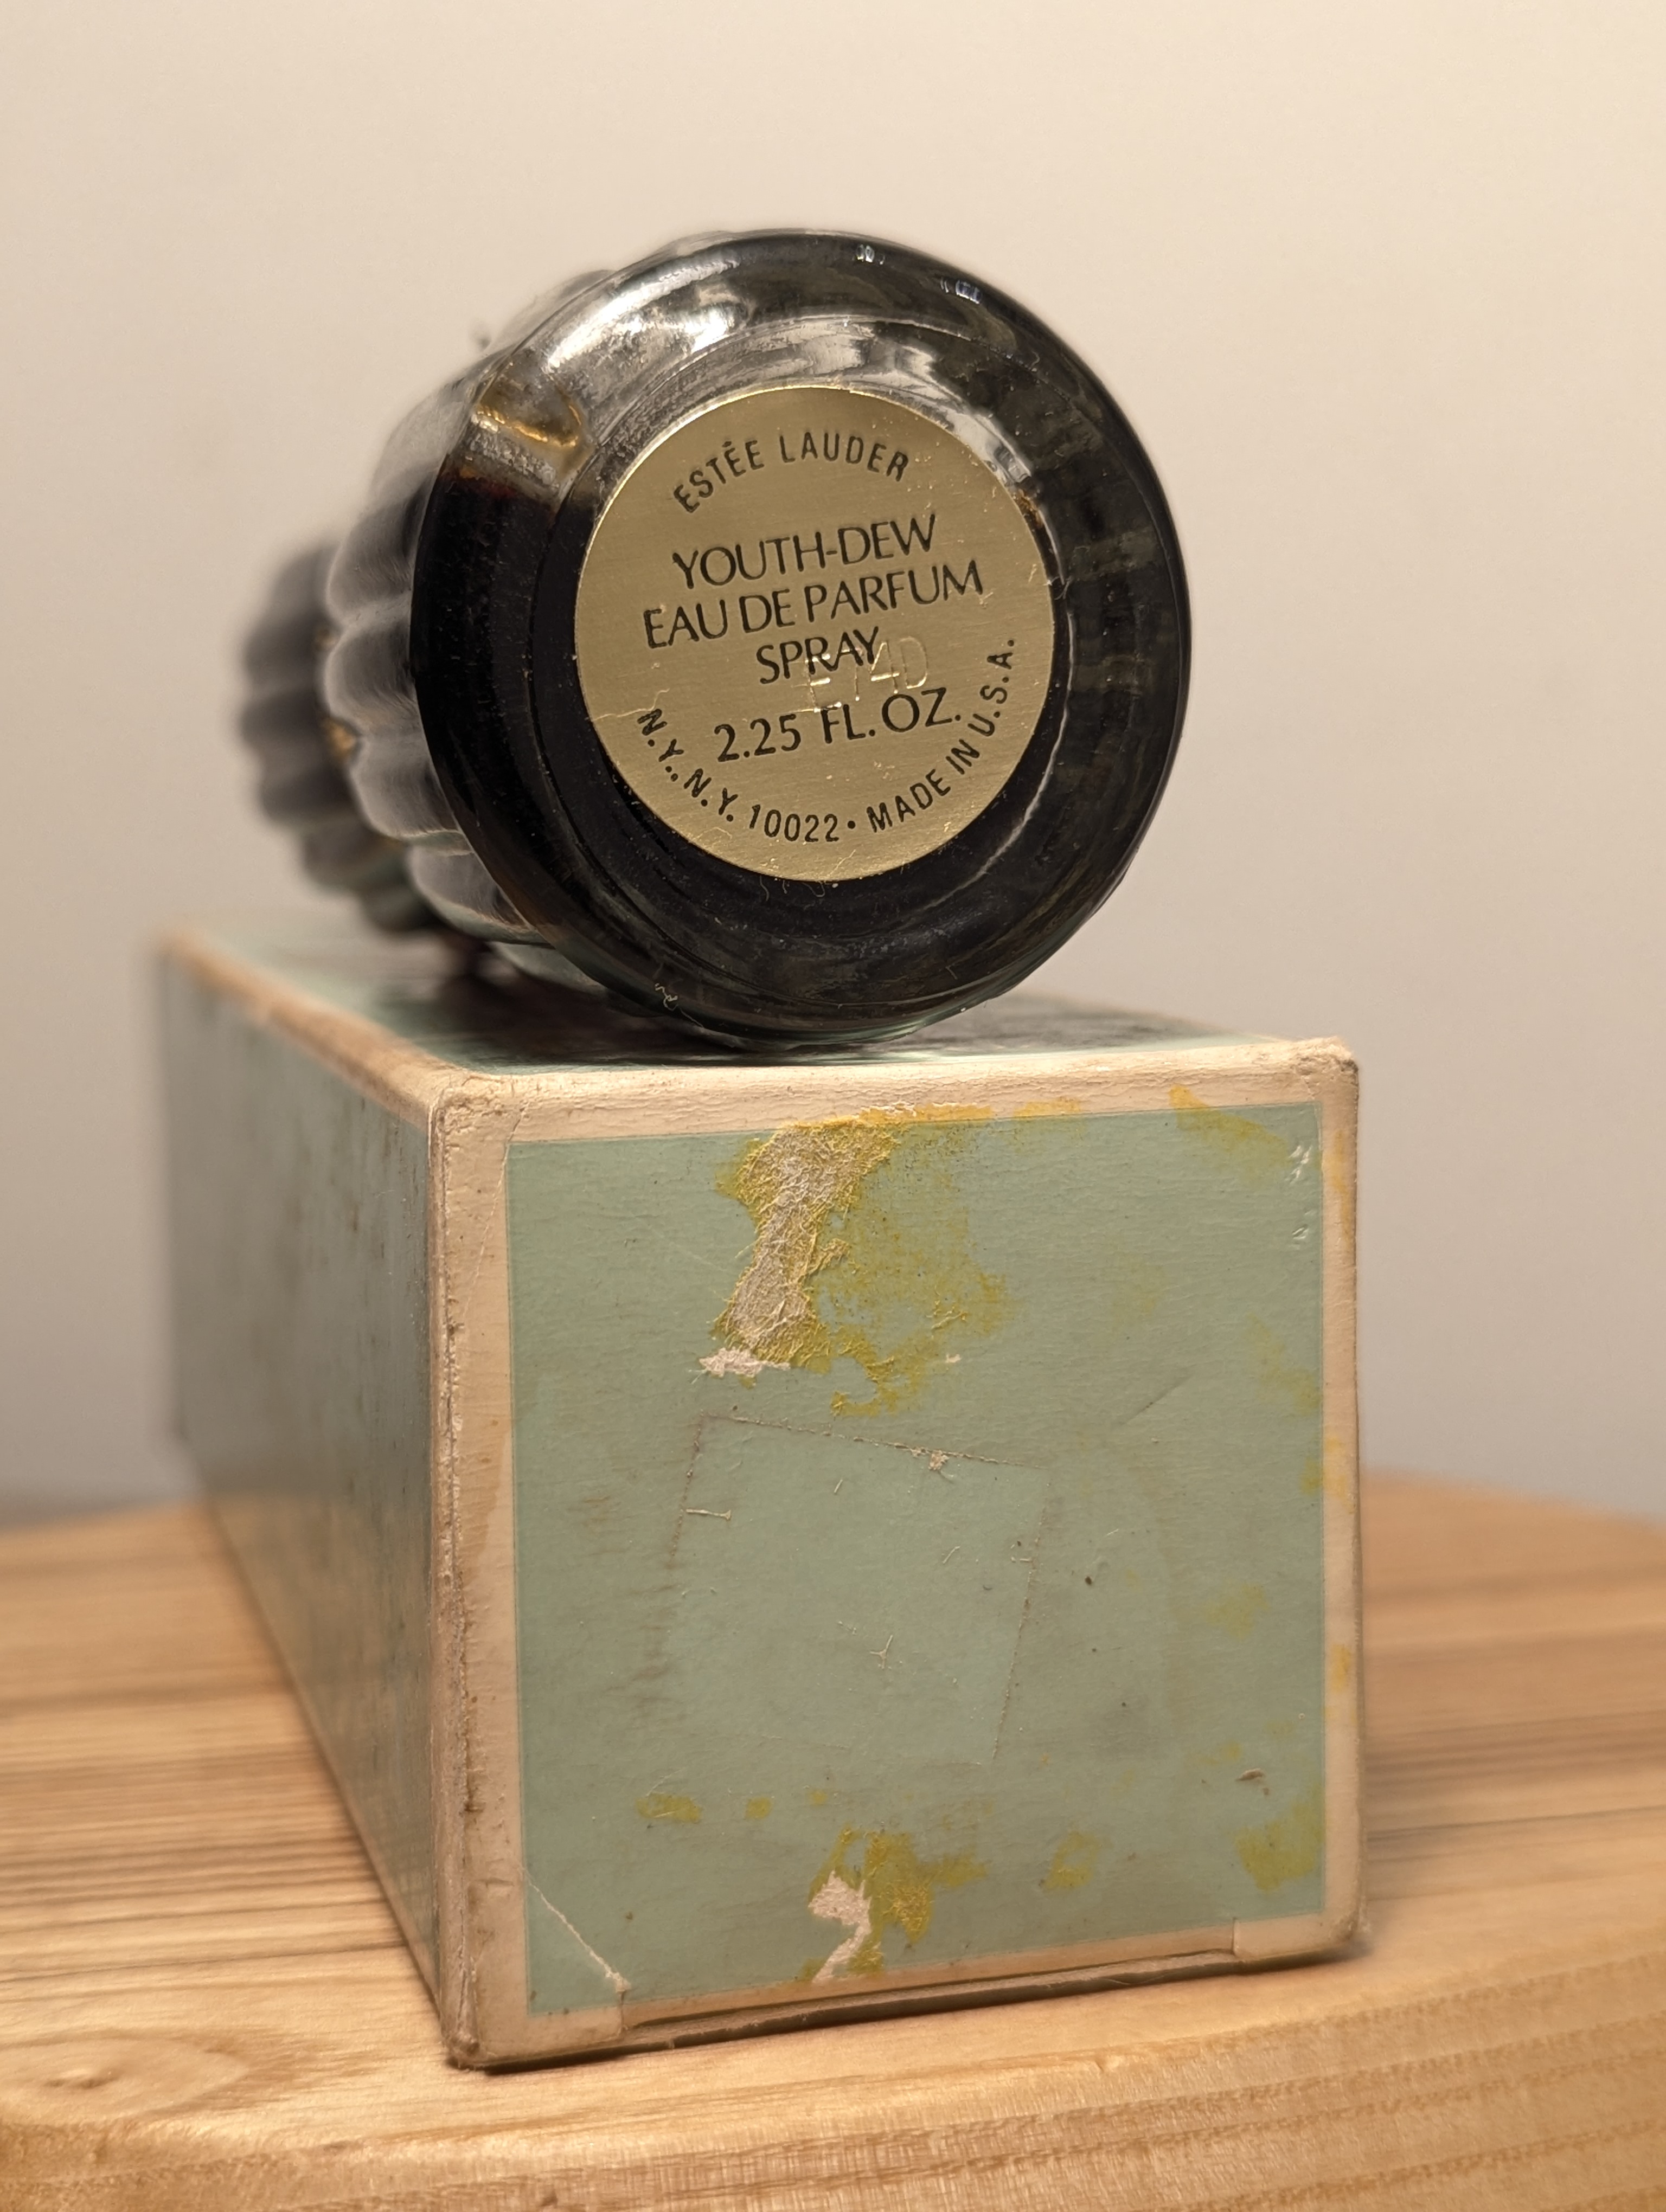 ESTĒE LAUDER
YOUTH-DEW
EAU DE PARFUM
SPRAY
2.25 FL. OZ.
N.Y., N.Y. 10022 • MADE IN U.S.A.